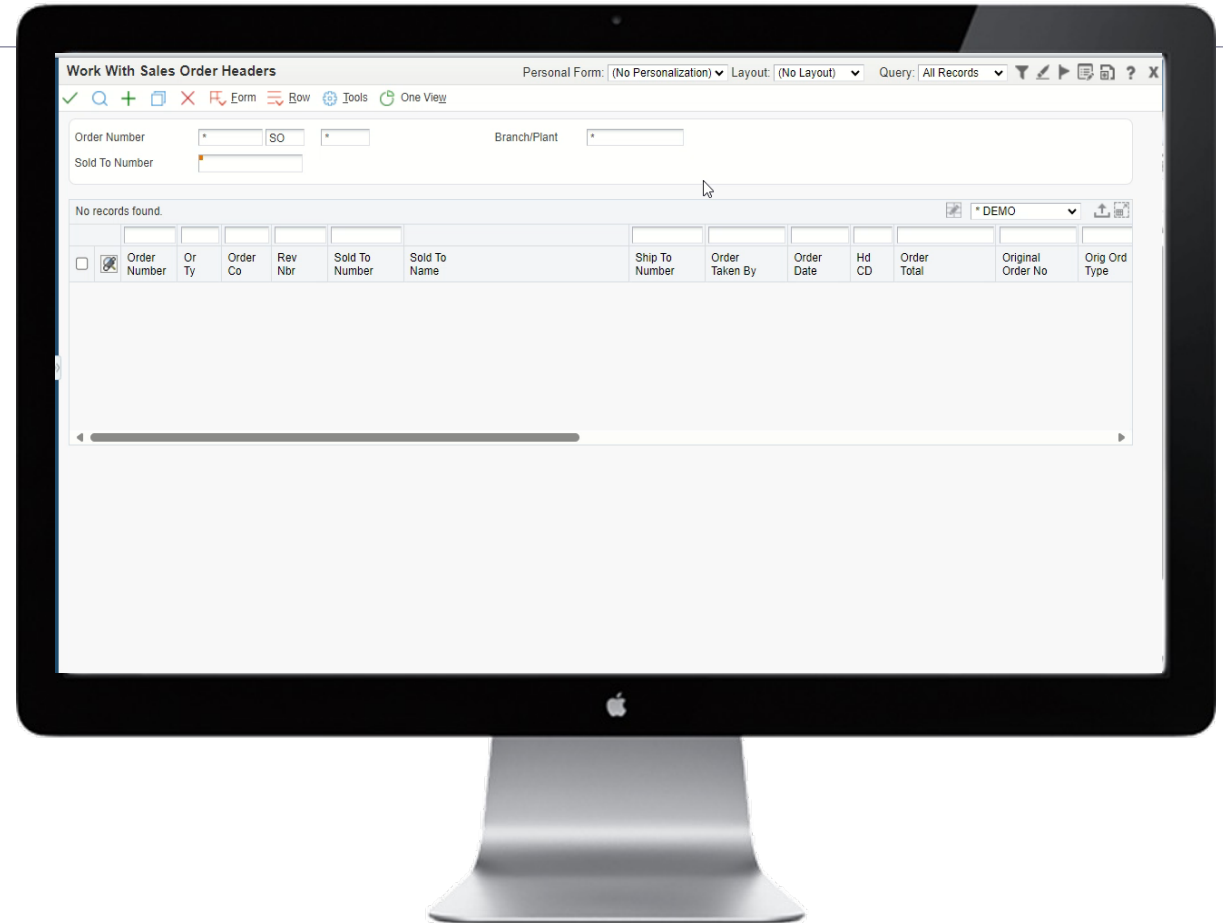 Work With Sales Order Headers Personal Form: (No Personalization) Layout: (No Layout) Query: All Records ? X
Form Row Tools One View
Order Number * SO * Branch/Plant *
Sold To Number
No records found. * DEMO
Order Number Or Ty Order Co Rev Nbr Sold To Number Sold To Name Ship To Number Order Taken By Order Date Hd CD Order Total Original Order No Orig Ord Type